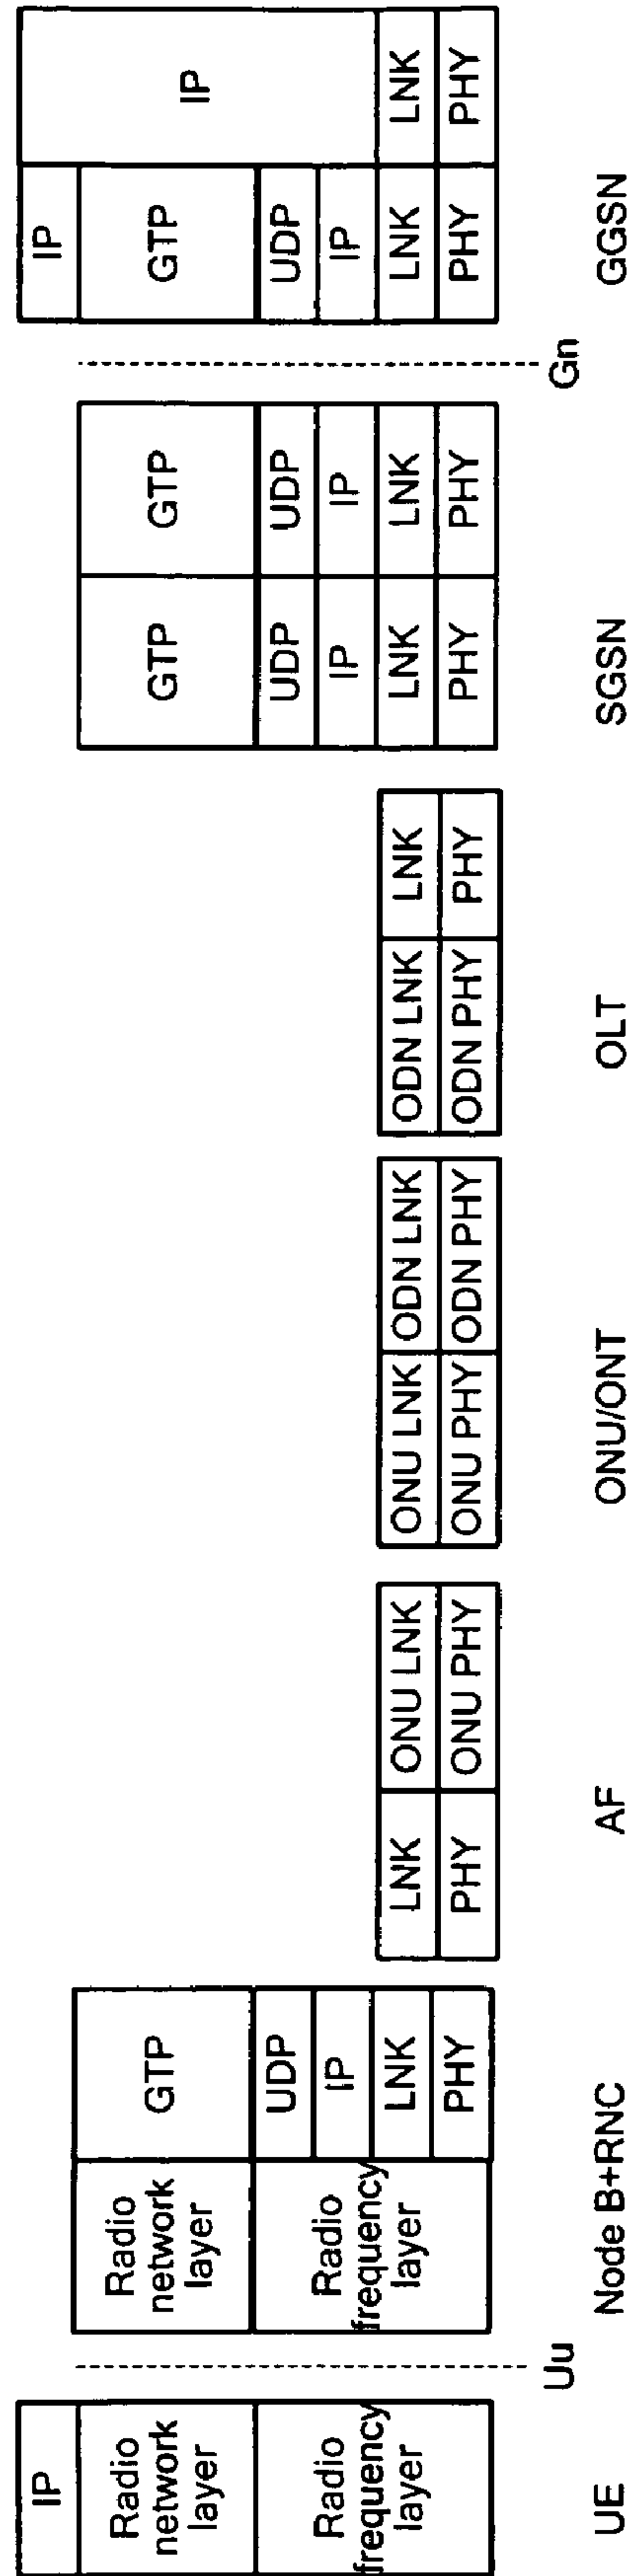 IP
Radio
network
layer
Radio
frequency
layer
UE
Uu
Radio
network
layer
Radio
frequency
layer
GTP
UDP
IP
LNK
PHY
Node B+RNC
LNK
ONU LNK
PHY
ONU PHY
AF
ONU LNK
ODN LNK
ONU PHY
ODN PHY
ONU/ONT
ODN LNK
LNK
ODN PHY
PHY
OLT
GTP
GTP
UDP
UDP
IP
IP
LNK
LNK
PHY
PHY
SGSN
Gn
IP
GTP
UDP
IP
LNK
PHY
IP
LNK
PHY
GGSN